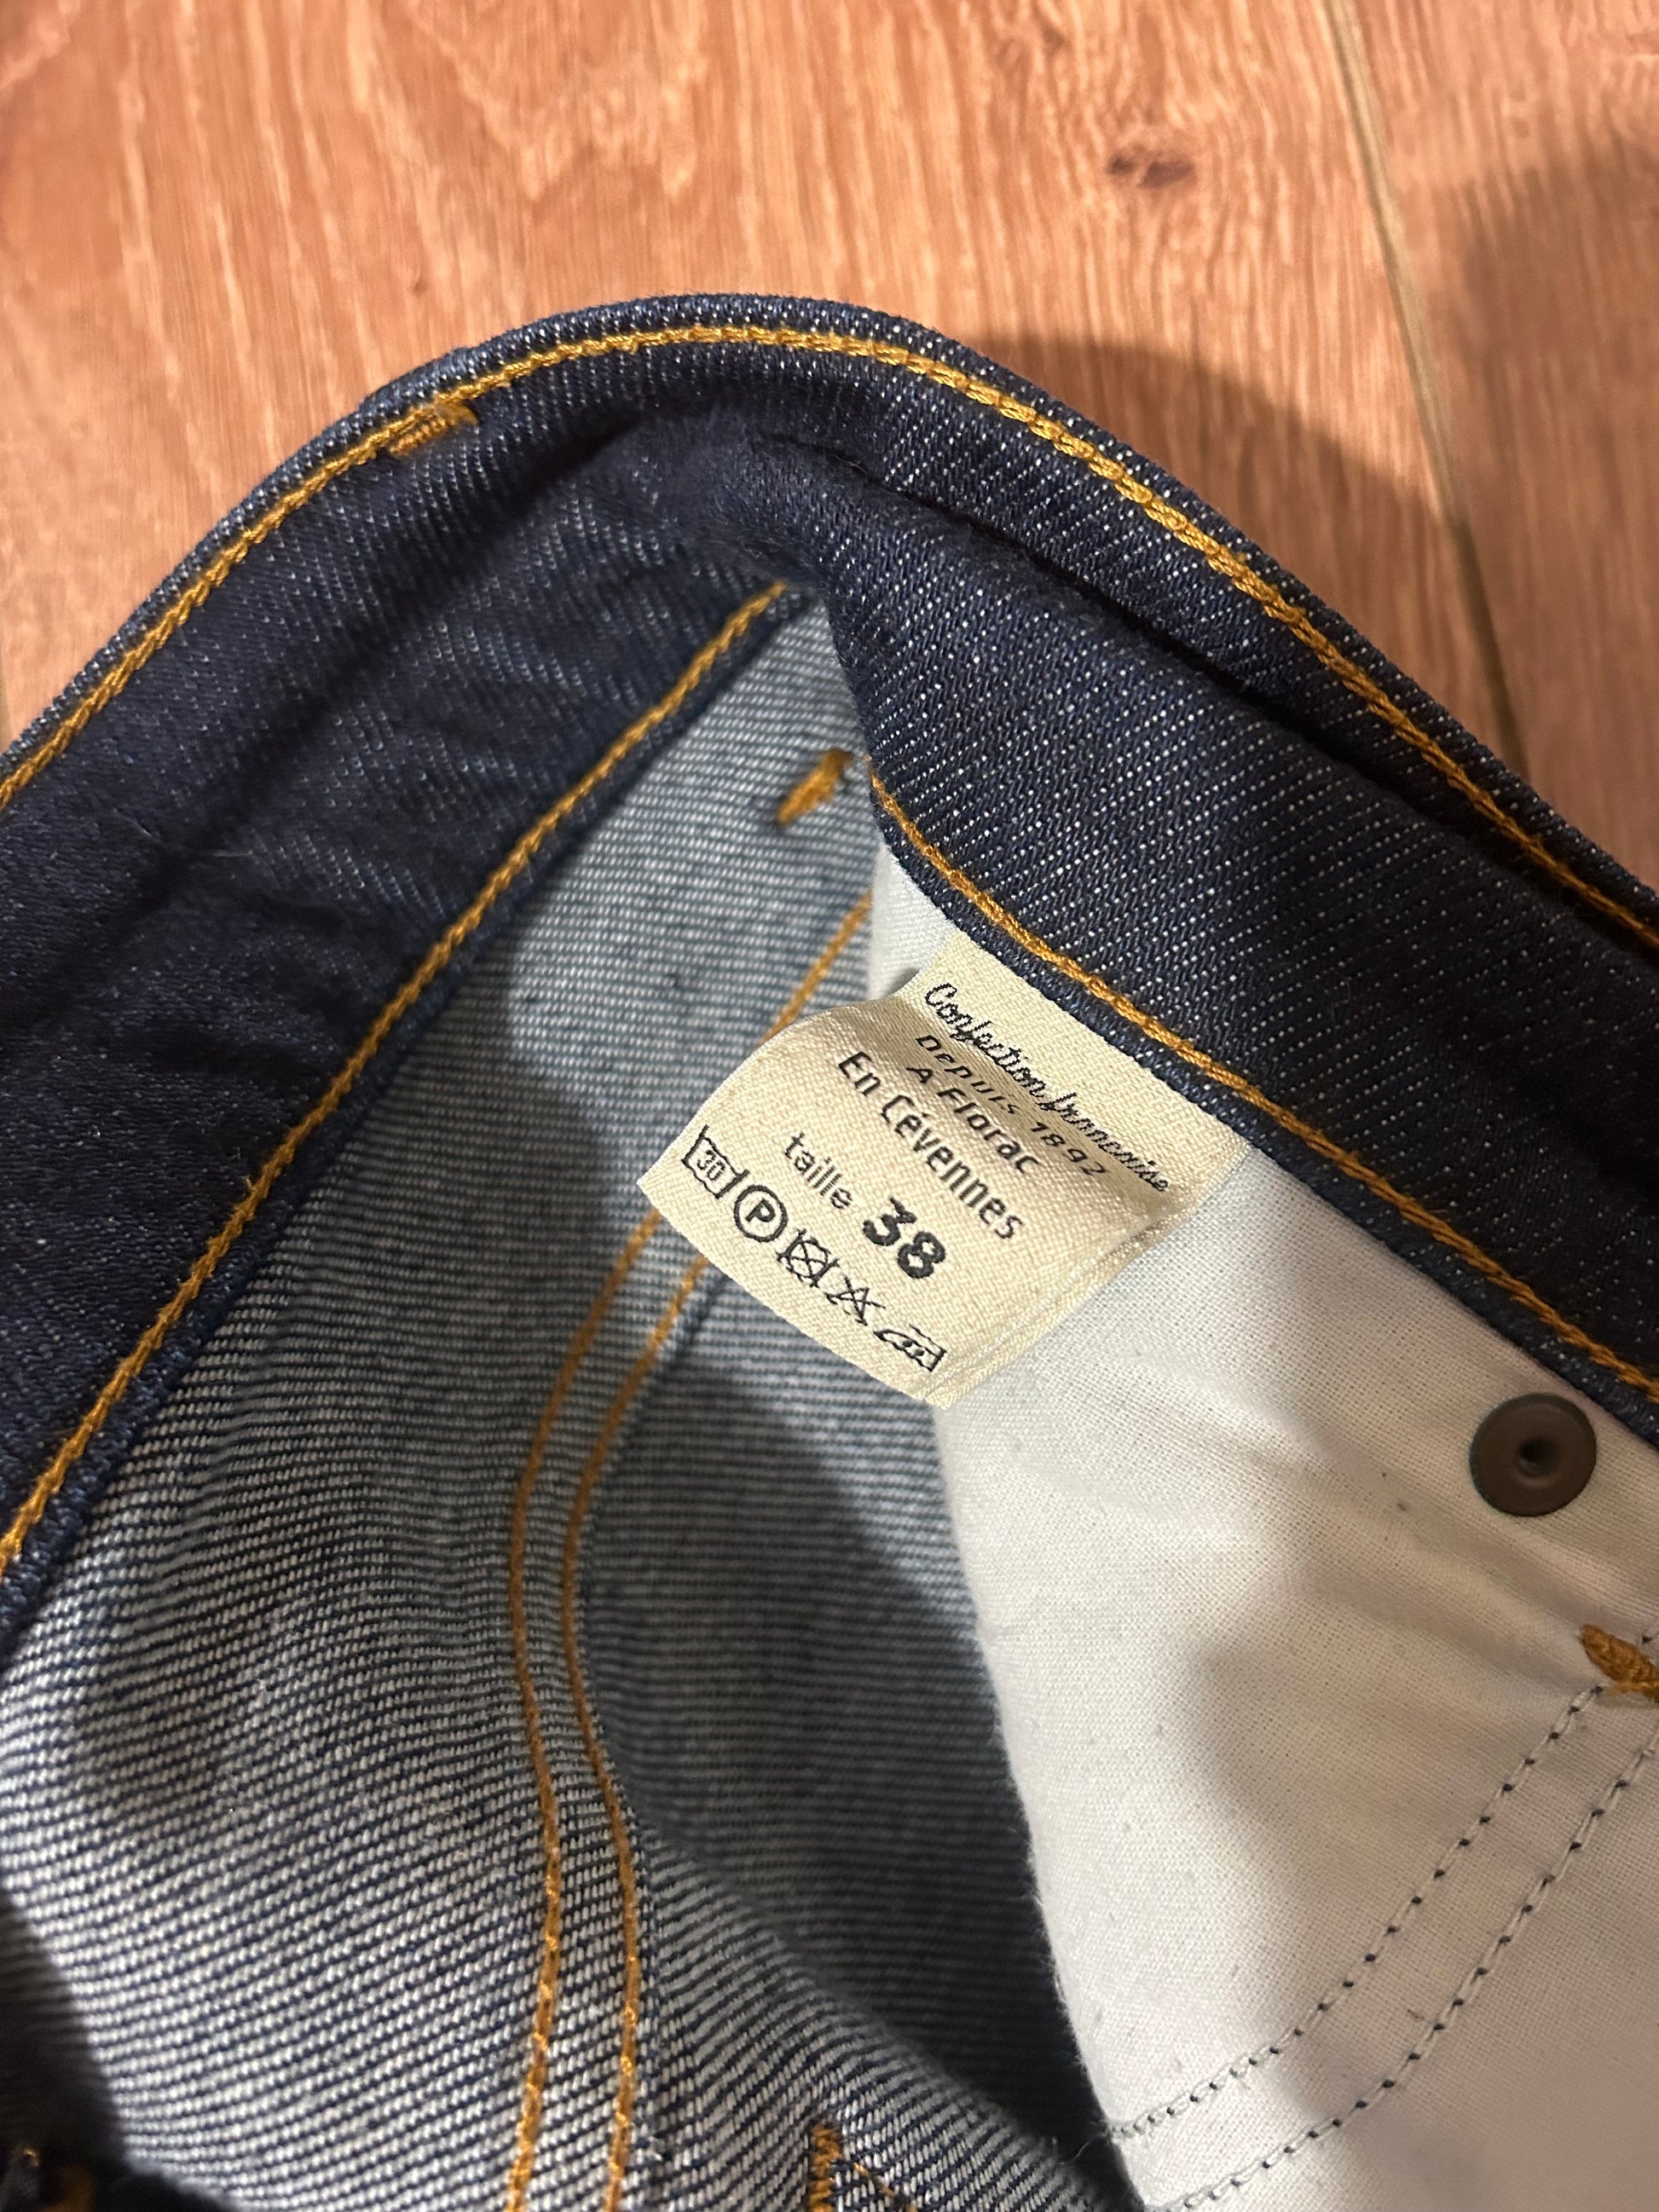 Confection française
Depuis 1892
A Florac
En Cévennes
taille 38
30 P